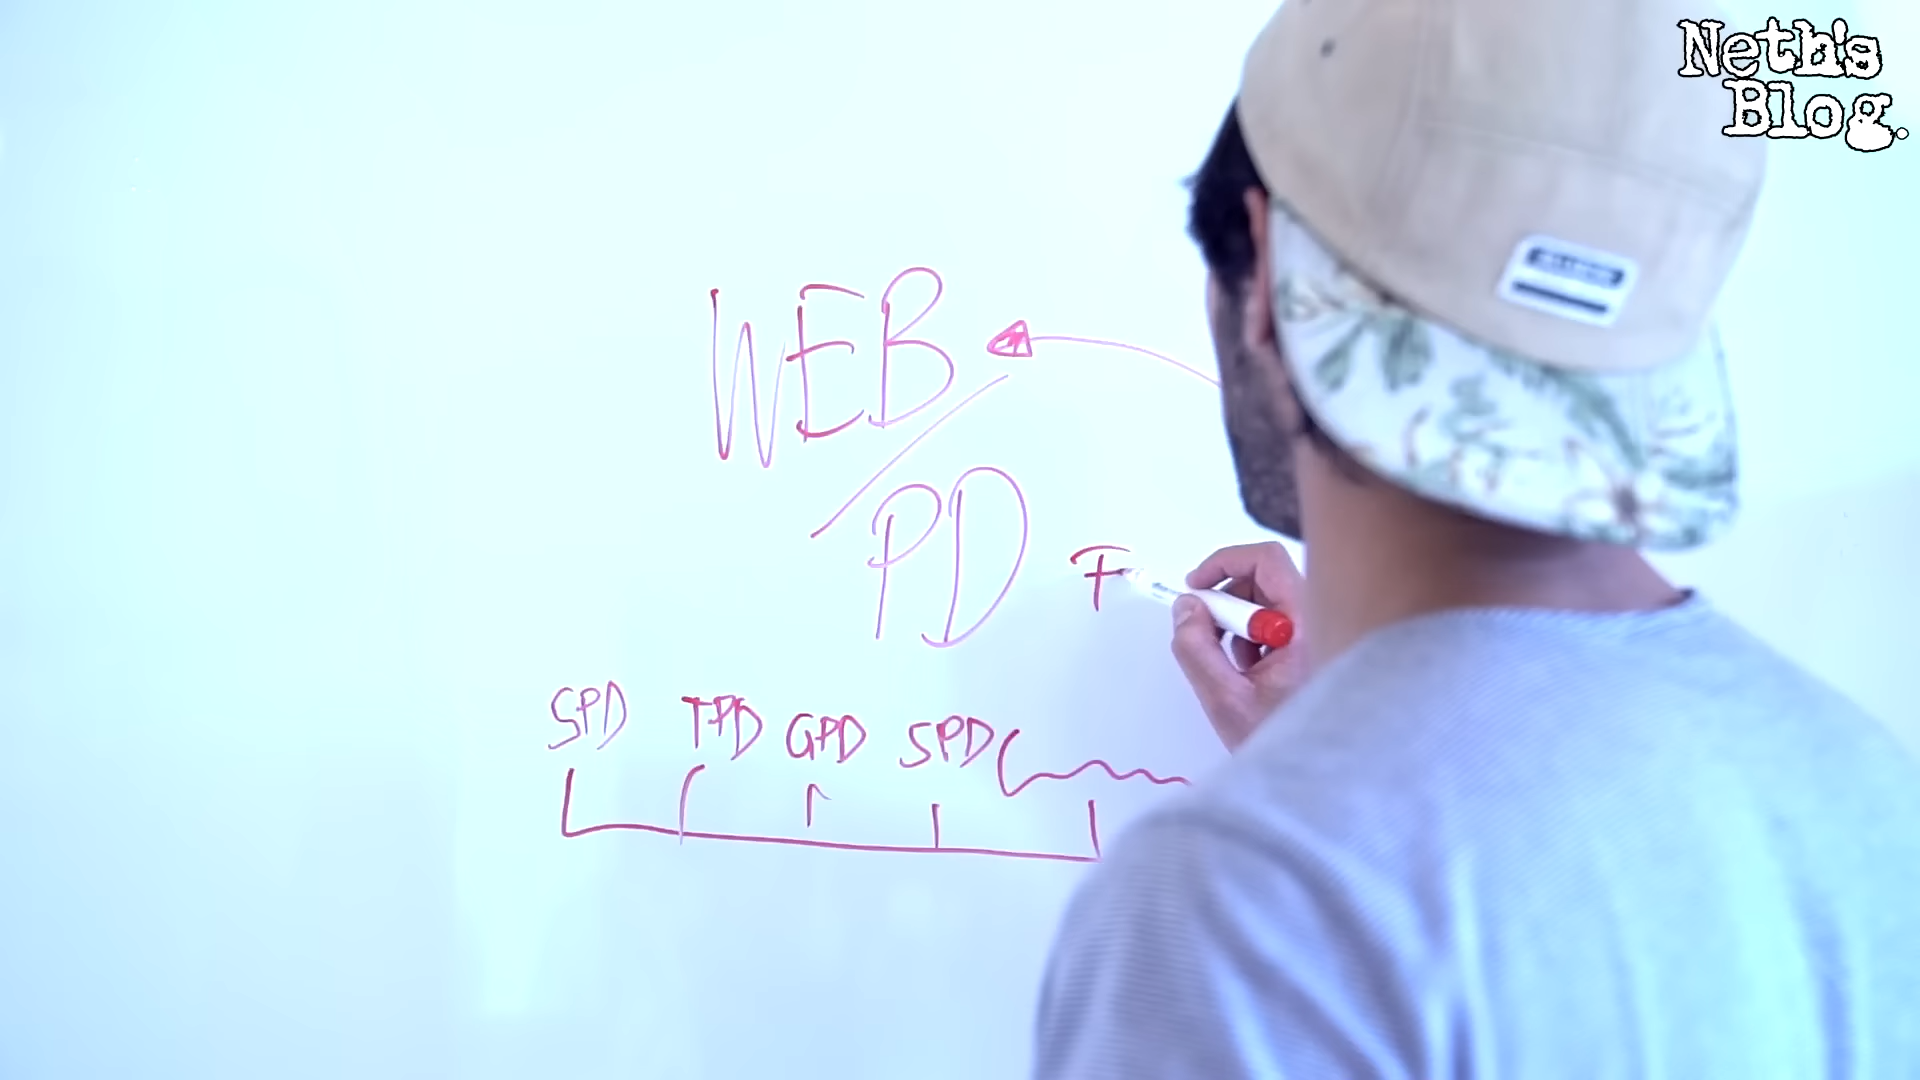 Neth's
Blog.
WEB
PD
F
SPD TPD GPD SPD